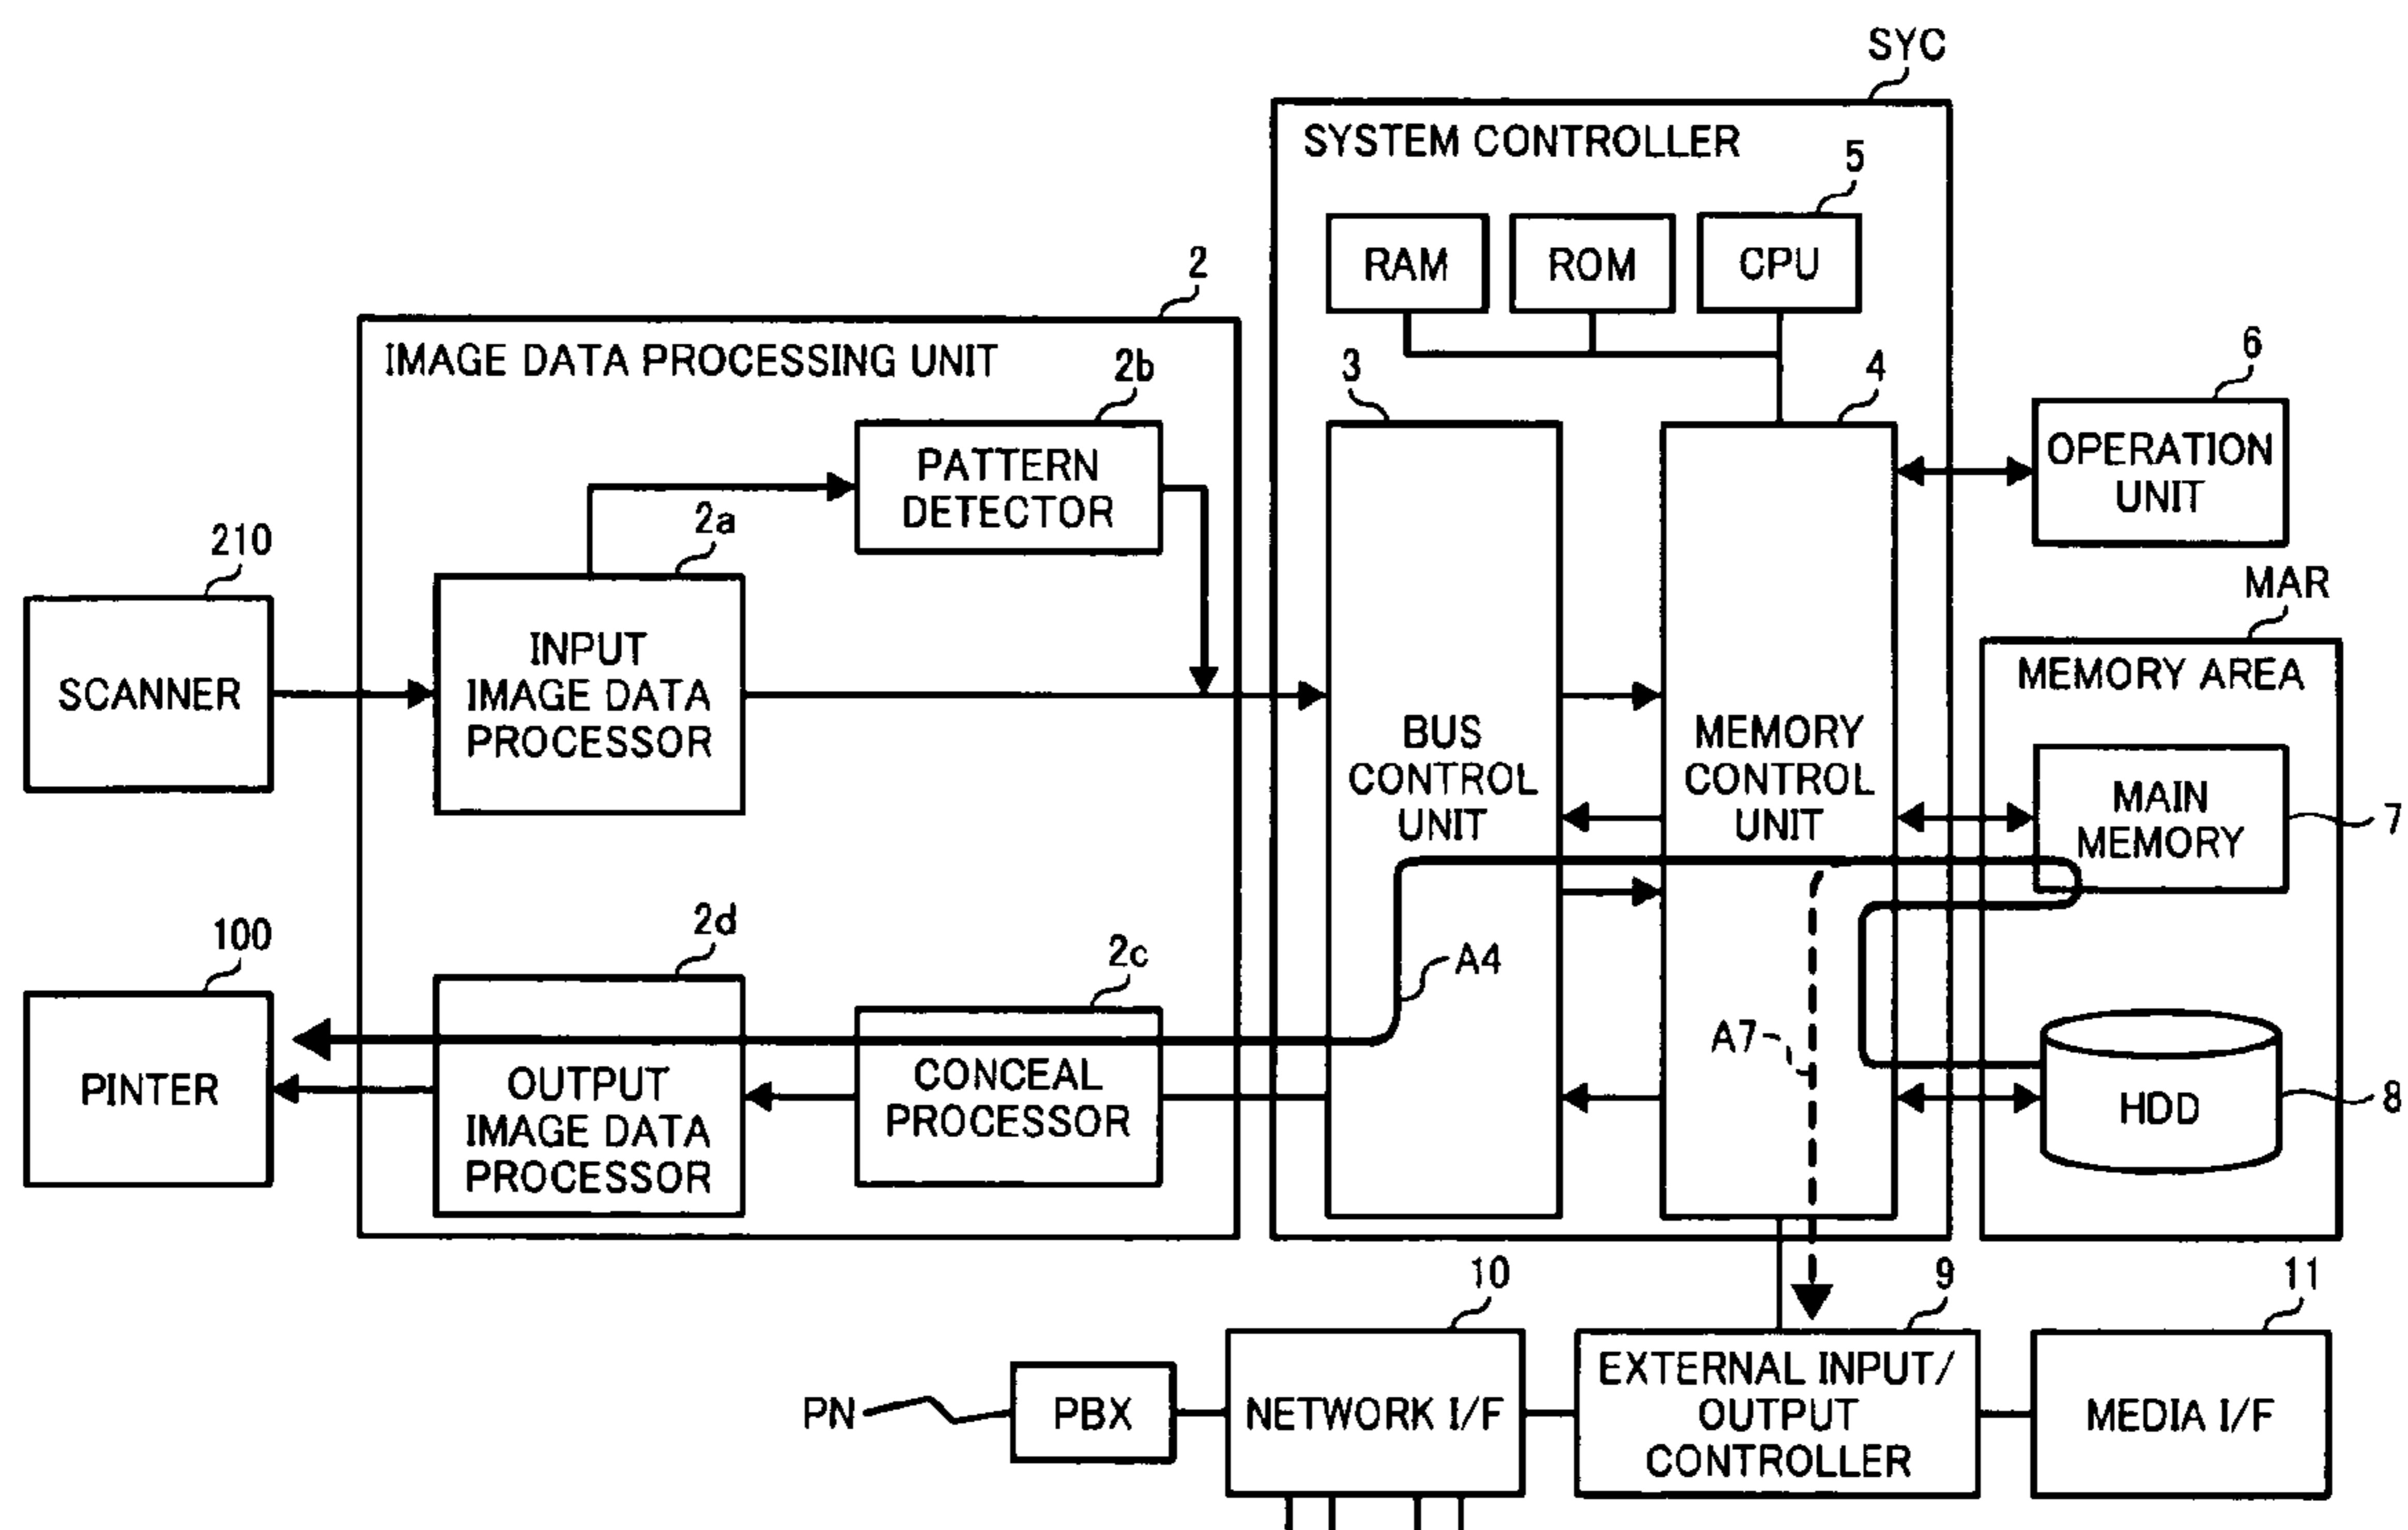 SYC
SYSTEM CONTROLLER
5
RAM
ROM
CPU
2
IMAGE DATA PROCESSING UNIT
2b
3
4
6
PATTERN
DETECTOR
OPERATION
UNIT
2a
210
MAR
SCANNER
INPUT
IMAGE DATA
PROCESSOR
MEMORY AREA
BUS
CONTROL
UNIT
MEMORY
CONTROL
UNIT
MAIN
MEMORY
7
100
2d
2c
A4
PINTER
OUTPUT
IMAGE DATA
PROCESSOR
CONCEAL
PROCESSOR
A7
HDD
8
10
9
11
PN
PBX
NETWORK I/F
EXTERNAL INPUT/
OUTPUT
CONTROLLER
MEDIA I/F